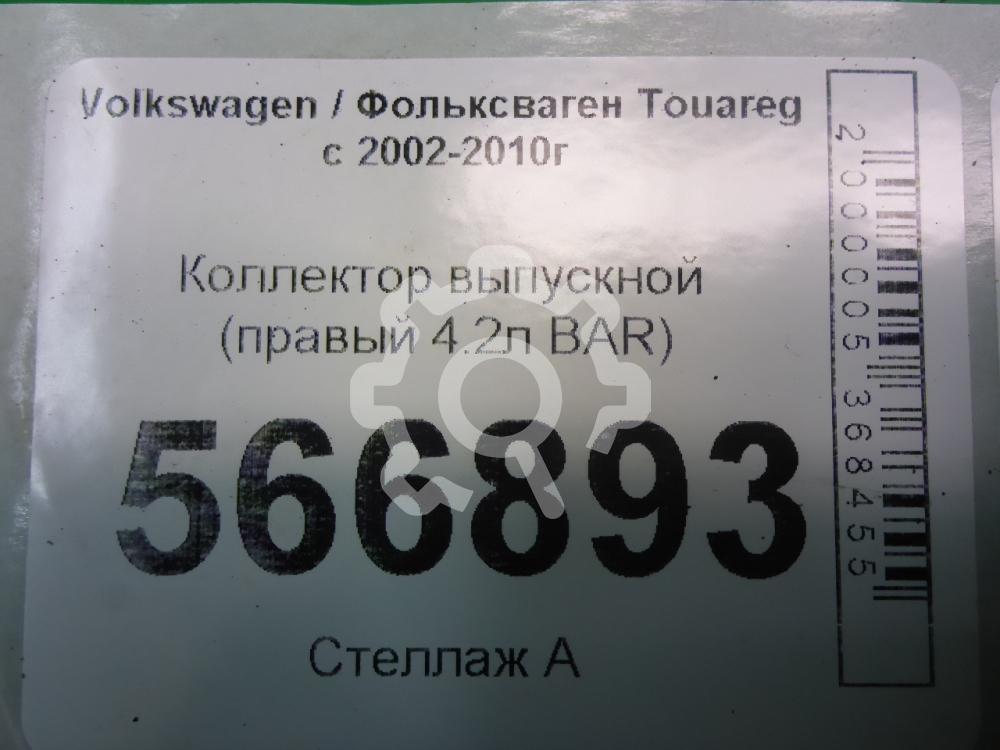 Volkswagen / Фольксваген Touareg
с 2002-2010г
Коллектор выпускной
(правый 4.2л BAR)
566893
Стеллаж А
2000005368455